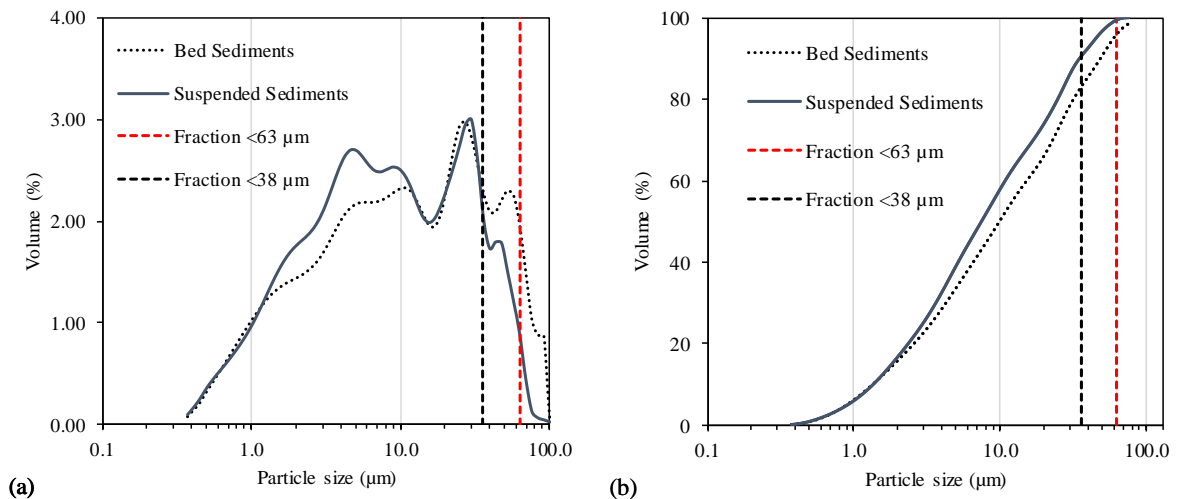 4.00
3.00
2.00
1.00
0.00
Volume (%)
Bed Sediments
Suspended Sediments
Fraction <63 µm
Fraction <38 µm
0.1
1.0
10.0
100.0
Particle size (µm)
(a)
100
80
60
40
20
0
Volume (%)
Bed Sediments
Suspended Sediments
Fraction <63 µm
Fraction <38 µm
0.1
1.0
10.0
100.0
Particle size (µm)
(b)